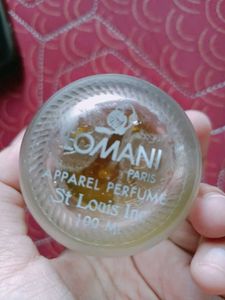 LOMANI
PARIS
APPAREL PERFUME
St Louis Inc
100 ML